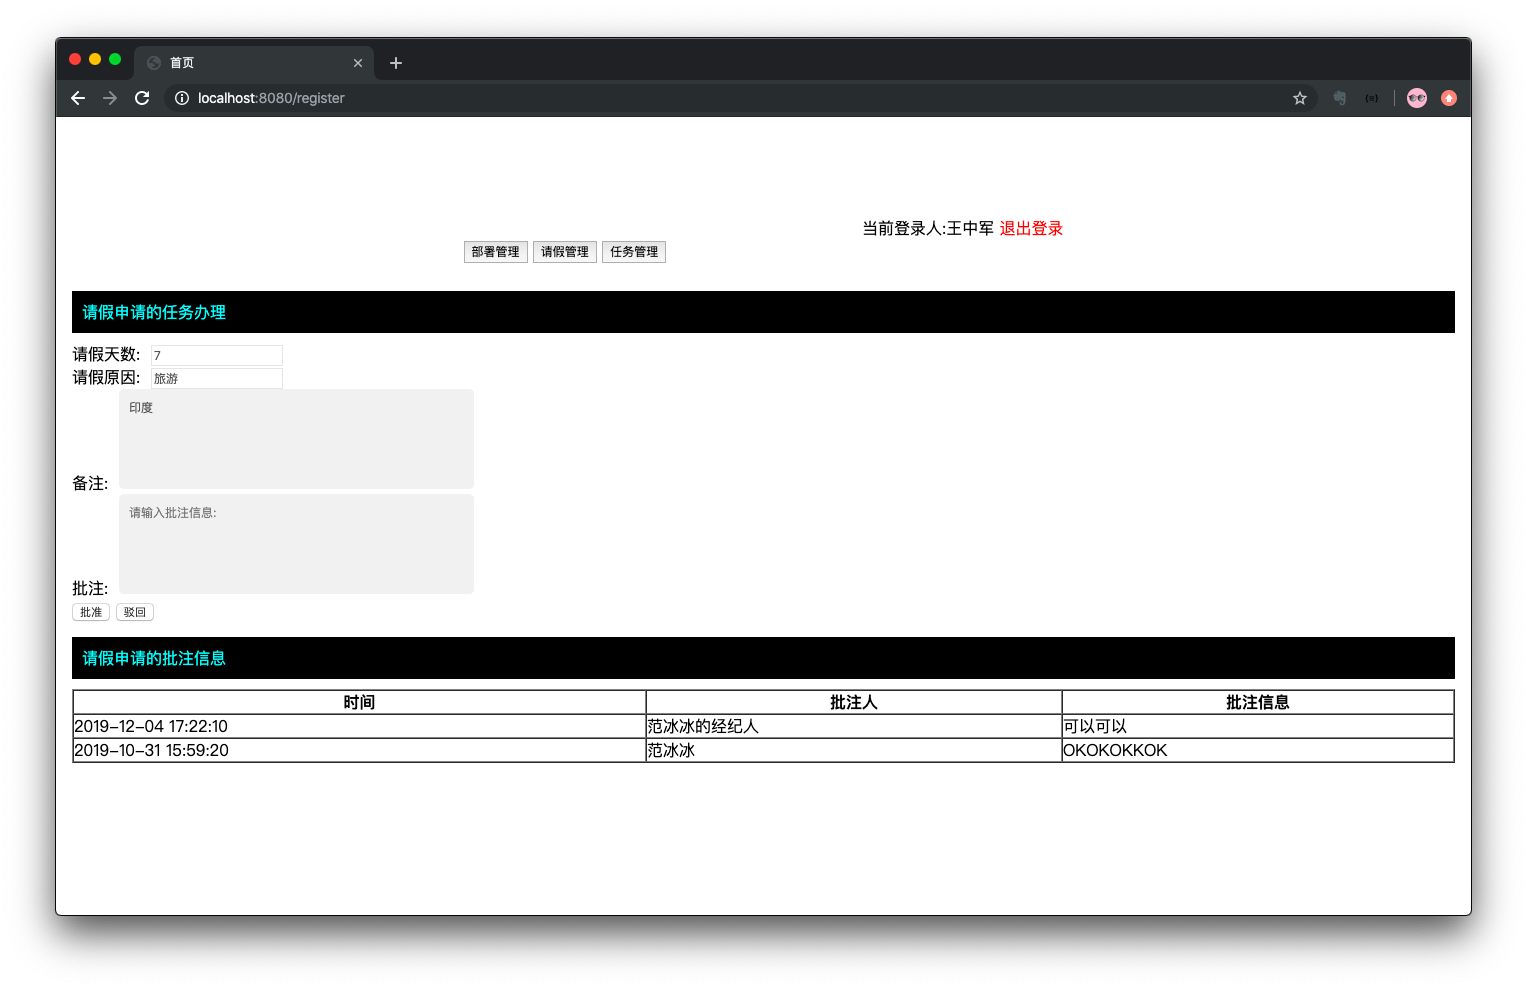 首页
localhost:8080/register
当前登录人:王中军 退出登录
部署管理 请假管理 任务管理
请假申请的任务办理
请假天数: 7
请假原因: 旅游
印度
备注:
请输入批注信息:
批注:
批准 驳回
请假申请的批注信息
时间 批注人 批注信息
2019-12-04 17:22:10 范冰冰的经纪人 可以可以
2019-10-31 15:59:20 范冰冰 OKOKOKKOK